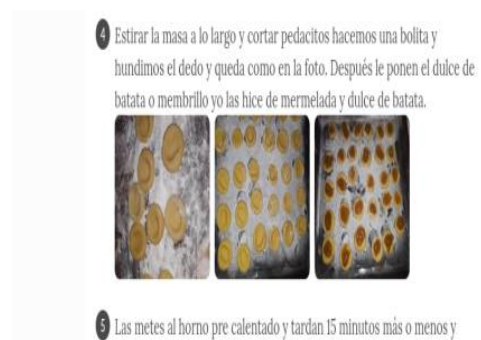 4 Estirar la masa a lo largo y cortar pedacitos hacemos una bolita y
hundimos el dedo y queda como en la foto. Después le ponen el dulce de
batata o membrillo yo las hice de mermelada y dulce de batata.
5 Las metes al horno pre calentado y tardan 15 minutos más o menos y